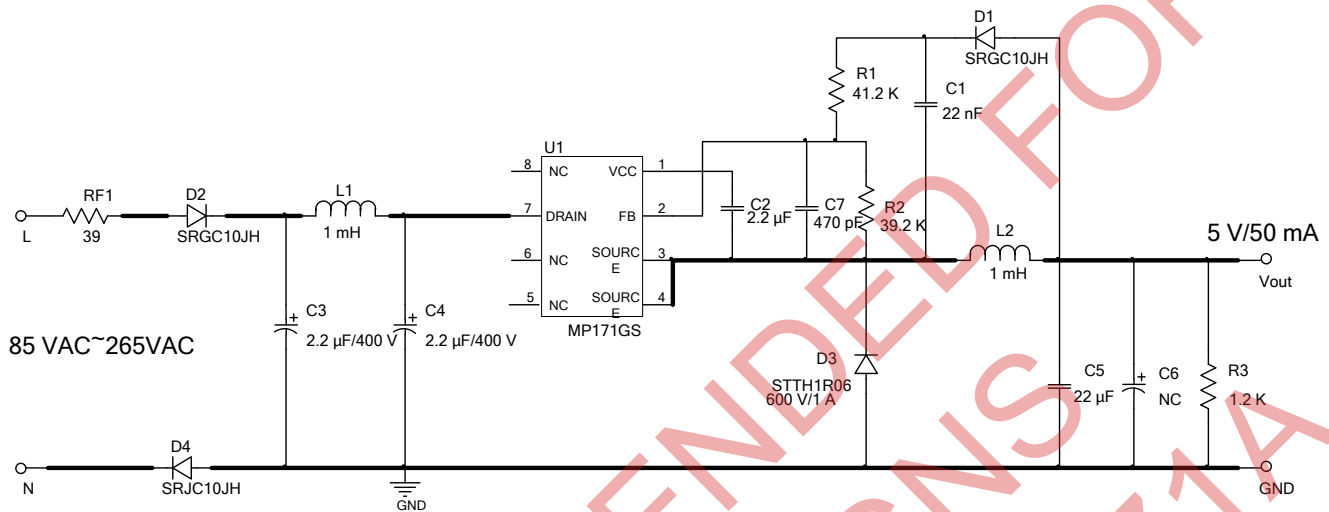 D1
SRGC10JH
R1
41.2 K
C1
22 nF
U1
8
NC
VCC
1
RF1
39
L
D2
SRGC10JH
L1
1 mH
7
DRAIN
FB
2
C2
2.2 µF
C7
470 pF
R2
39.2 K
6
NC
SOURC
E
3
5
NC
SOURC
E
4
MP171GS
L2
1 mH
5 V/50 mA
Vout
85 VAC~265VAC
C3
+
2.2 µF/400 V
C4
+
2.2 µF/400 V
D3
STTH1R06
600 V/1 A
C5
22 µF
C6
+
NC
R3
1.2 K
N
D4
SRJC10JH
GND
GND
ENDED FOR
GNS
71A